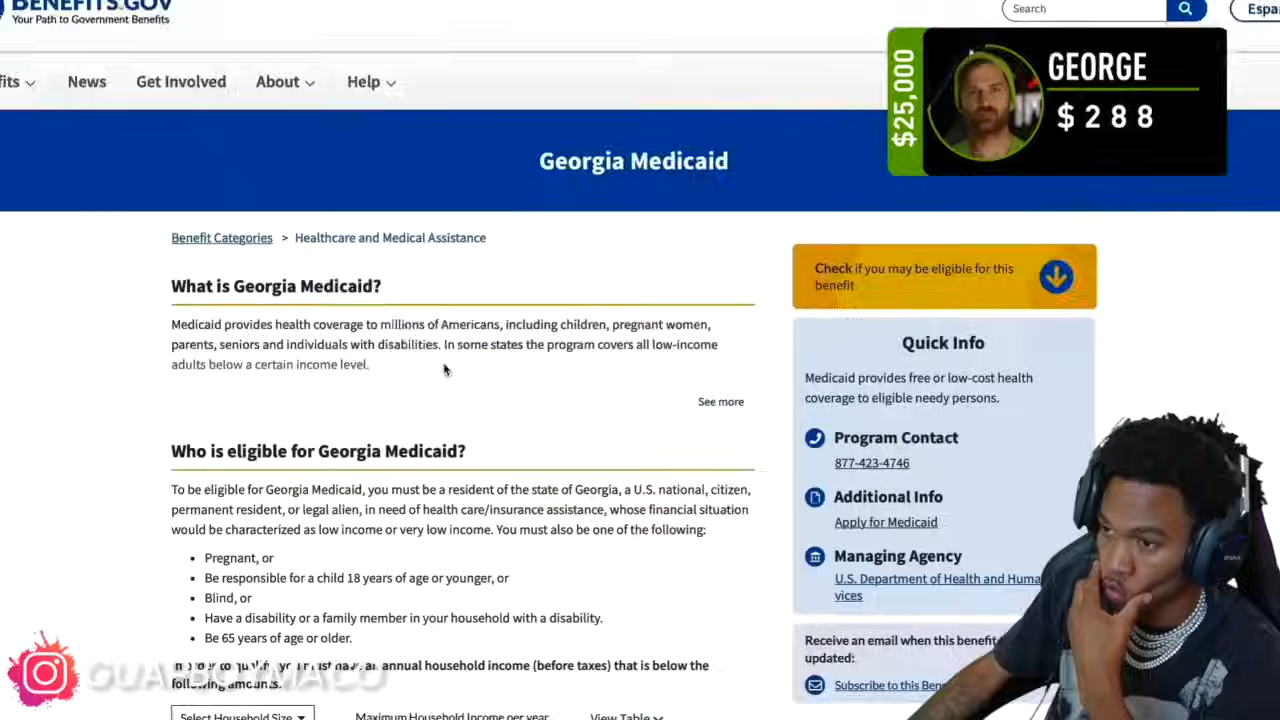 BENEFITS.GOV
Your Path to Government Benefits
Search
Espa
fits
News
Get Involved
About
Help
$25,000
GEORGE
$288
Georgia Medicaid
Benefit Categories > Healthcare and Medical Assistance
What is Georgia Medicaid?
Medicaid provides health coverage to millions of Americans, including children, pregnant women,
parents, seniors and individuals with disabilities. In some states the program covers all low-income
adults below a certain income level.
See more
Who is eligible for Georgia Medicaid?
To be eligible for Georgia Medicaid, you must be a resident of the state of Georgia, a U.S. national, citizen,
permanent resident, or legal alien, in need of health care/insurance assistance, whose financial situation
would be characterized as low income or very low income. You must also be one of the following:
• Pregnant, or
• Be responsible for a child 18 years of age or younger, or
• Blind, or
• Have a disability or a family member in your household with a disability.
• Be 65 years of age or older.
In order to qualify, you must have an annual household income (before taxes) that is below the
following amounts.
Select Household Size
Maximum Household Income per year
View Table
Check if you may be eligible for this
benefit
Quick Info
Medicaid provides free or low-cost health
coverage to eligible needy persons.
Program Contact
877-423-4746
Additional Info
Apply for Medicaid
Managing Agency
U.S. Department of Health and Huma
vices
Receive an email when this benefit
updated:
Subscribe to this Ben